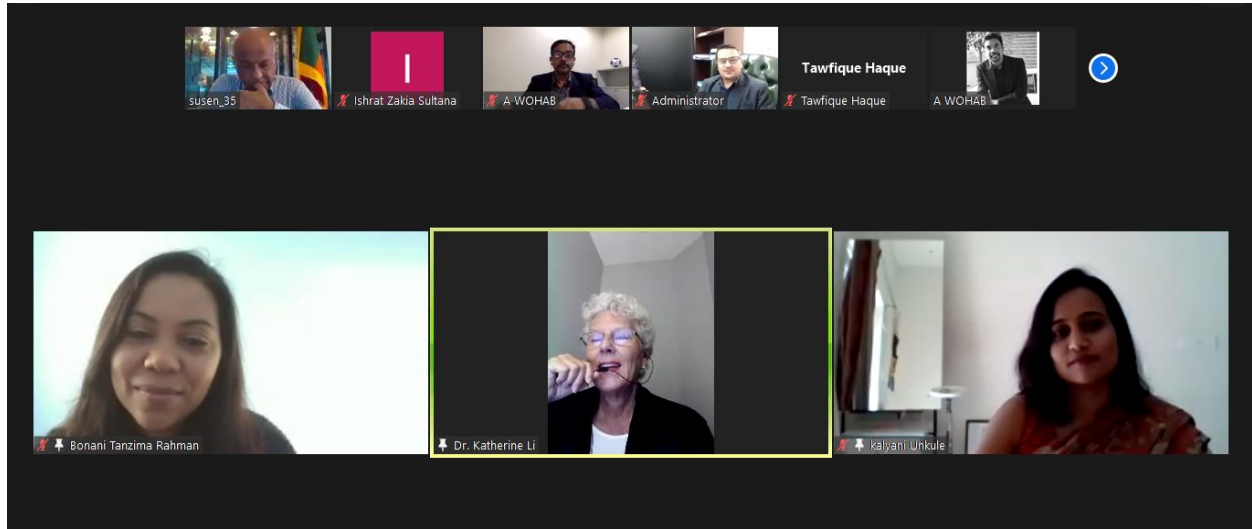 susen_35
I
Ishrat Zakia Sultana
A WOHAB
Administrator
Tawfique Haque
Tawfique Haque
A WOHAB
Bonani Tanzima Rahman
Dr. Katherine Li
kalyani Unkule